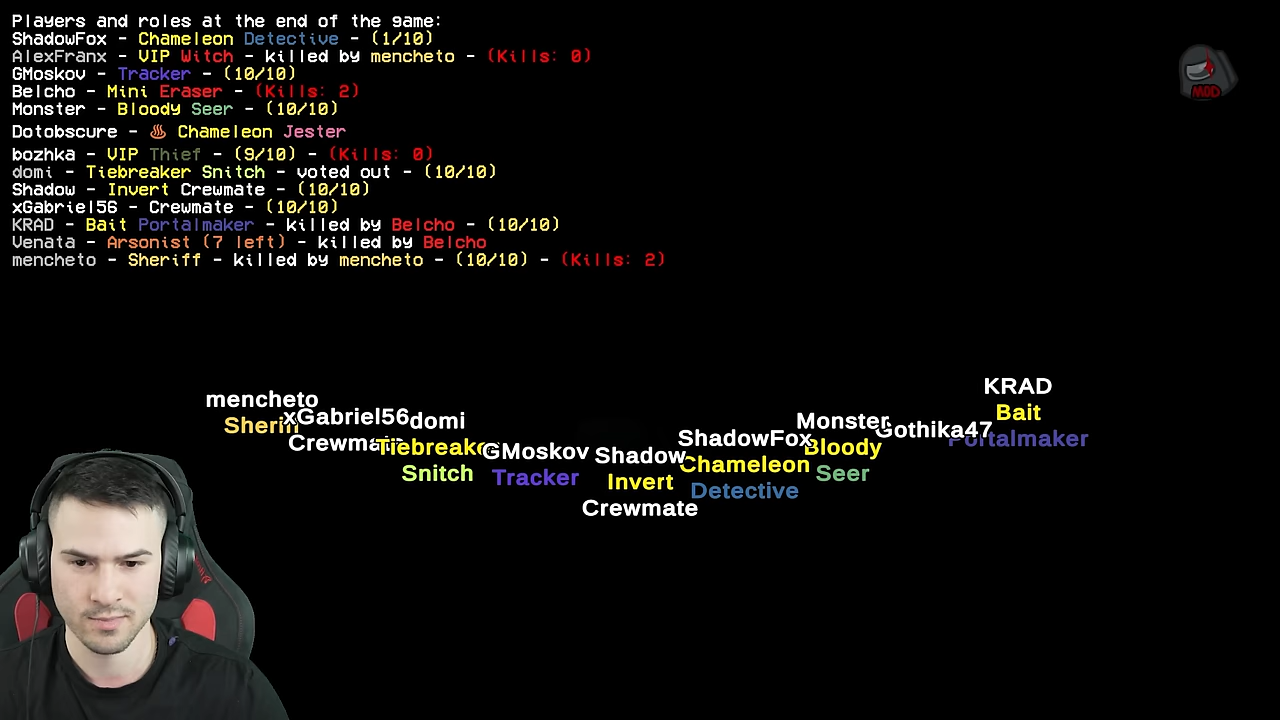 Players and roles at the end of the game:
ShadowFox - Chameleon Detective - (1/10)
AlexFranx - VIP Witch - killed by mencheto - (Kills: 0)
GMoskov - Tracker - (10/10)
Belcho - Mini Eraser - (Kills: 2)
Monster - Bloody Seer - (10/10)
Dotobscure - ♨ Chameleon Jester
bozhka - VIP Thief - (9/10) - (Kills: 0)
domi - Tiebreaker Snitch - voted out - (10/10)
Shadow - Invert Crewmate - (10/10)
xGabriel56 - Crewmate - (10/10)
KRAD - Bait Portalmaker - killed by Belcho - (10/10)
Venata - Arsonist (7 left) - killed by Belcho
mencheto - Sheriff - killed by mencheto - (10/10) - (Kills: 2)
MOD
mencheto
Sheriff
xGabriel56
Crewmate
domi
Tiebreaker
Snitch
GMoskov
Tracker
Shadow
Invert
Crewmate
ShadowFox
Chameleon
Detective
Monster
Bloody
Seer
Gothika47
KRAD
Bait
Portalmaker